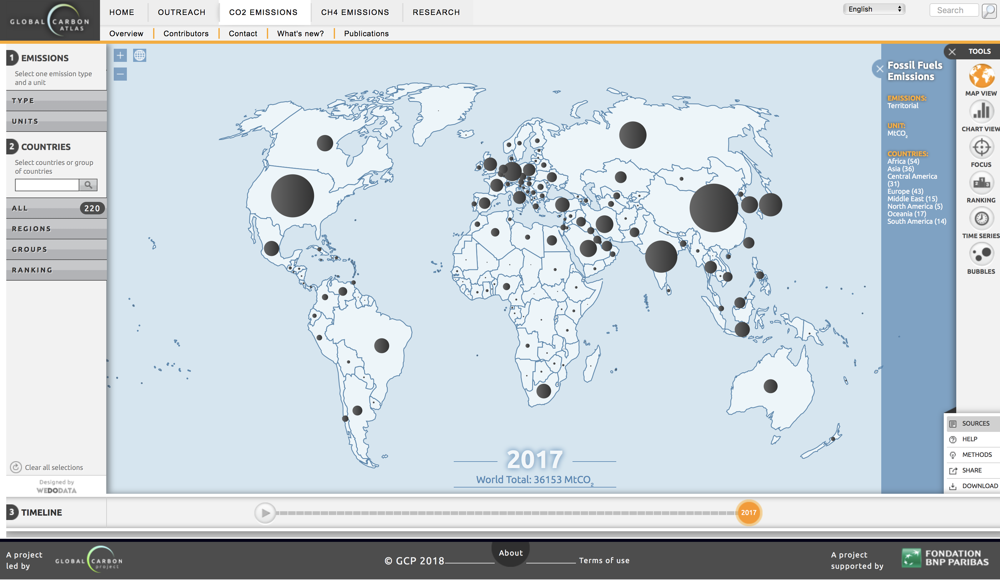 GLOBAL CARBON
ATLAS
HOME
OUTREACH
CO2 EMISSIONS
CH4 EMISSIONS
RESEARCH
English
Search
Overview
Contributors
Contact
What's new?
Publications
1 EMISSIONS
Select one emission type
and a unit
TYPE
UNITS
2 COUNTRIES
Select countries or group
of countries
ALL 220
REGIONS
GROUPS
RANKING
Clear all selections
Designed by
WEDODATA
2017
World Total: 36153 MtCO2
Fossil Fuels
Emissions
EMISSIONS:
Territorial
UNIT:
MtCO2
COUNTRIES:
Africa (54)
Asia (36)
Central America
(31)
Europe (43)
Middle East (15)
North America (5)
Oceania (17)
South America (14)
TOOLS
MAP VIEW
CHART VIEW
FOCUS
2 1 3
RANKING
TIME SERIES
BUBBLES
SOURCES
HELP
METHODS
SHARE
DOWNLOAD
3 TIMELINE
2017
A project
led by
GLOBAL CARBON
project
© GCP 2018
About
Terms of use
A project
supported by
FONDATION
BNP PARIBAS